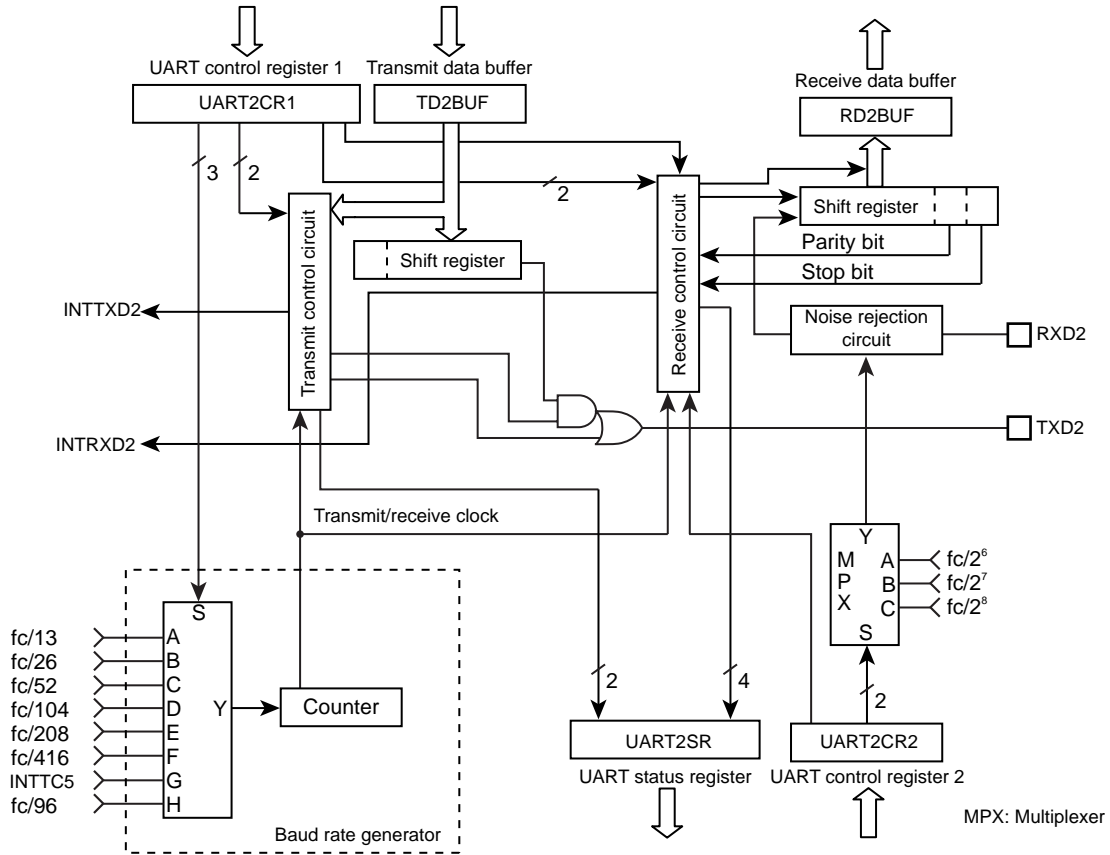 UART control register 1
Transmit data buffer
Receive data buffer
UART2CR1
TD2BUF
RD2BUF
3
2
2
Transmit control circuit
Shift register
Receive control circuit
Shift register
Parity bit
Stop bit
INTTXD2
Noise rejection
circuit
RXD2
INTRXD2
TXD2
Transmit/receive clock
Y
M
P
X
A
B
C
S
fc/2⁶
fc/2⁷
fc/2⁸
S
fc/13
A
fc/26
B
fc/52
C
fc/104
D
Y
Counter
fc/208
E
fc/416
F
INTTC5
G
fc/96
H
Baud rate generator
2
4
2
UART2SR
UART status register
UART2CR2
UART control register 2
MPX: Multiplexer